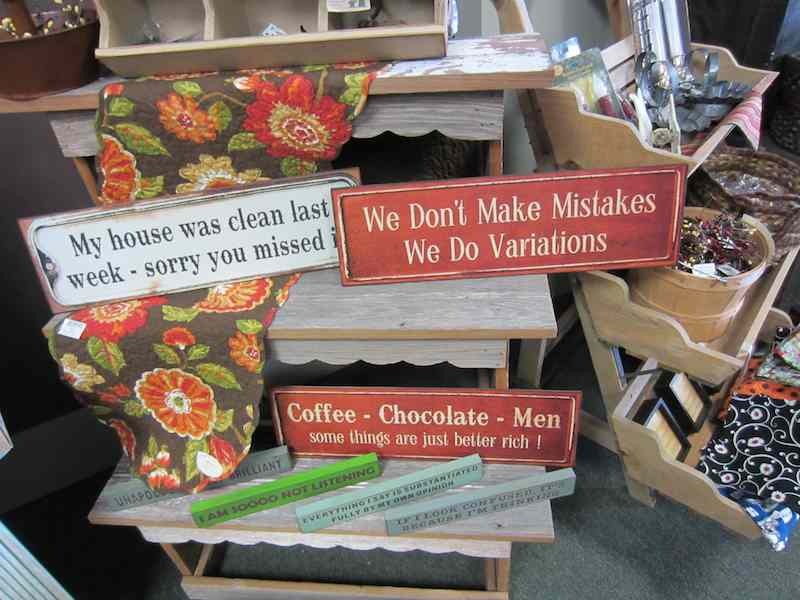 My house was clean last
week - sorry you missed
We Don't Make Mistakes
We Do Variations
Coffee - Chocolate - Men
some things are just better rich !
BRILLIANT
I AM SOOOO NOT LISTENING
EVERYTHING I SAY IS SUBSTANTIATED
FULLY BY MY OWN OPINION
IF I LOOK CONFUSED, IT'S
BECAUSE I'M THINKING